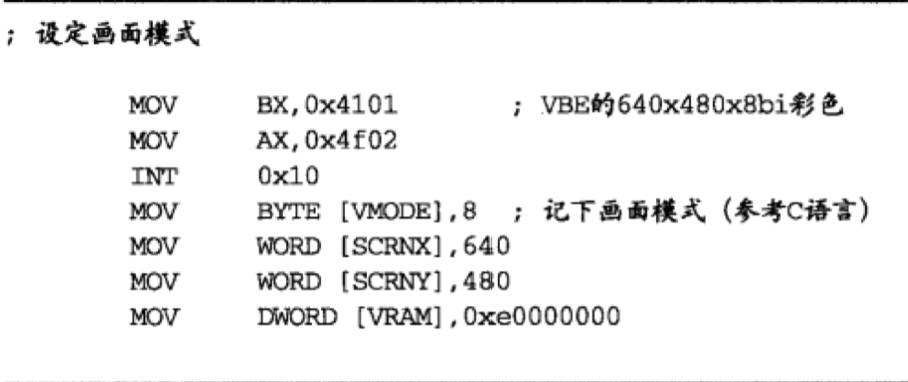 ; 设定画面模式
MOV BX,0x4101 ; VBE的640x480x8bi彩色
MOV AX,0x4f02
INT 0x10
MOV BYTE [VMODE],8 ; 记下画面模式（参考C语言）
MOV WORD [SCRNX],640
MOV WORD [SCRNY],480
MOV DWORD [VRAM],0xe0000000